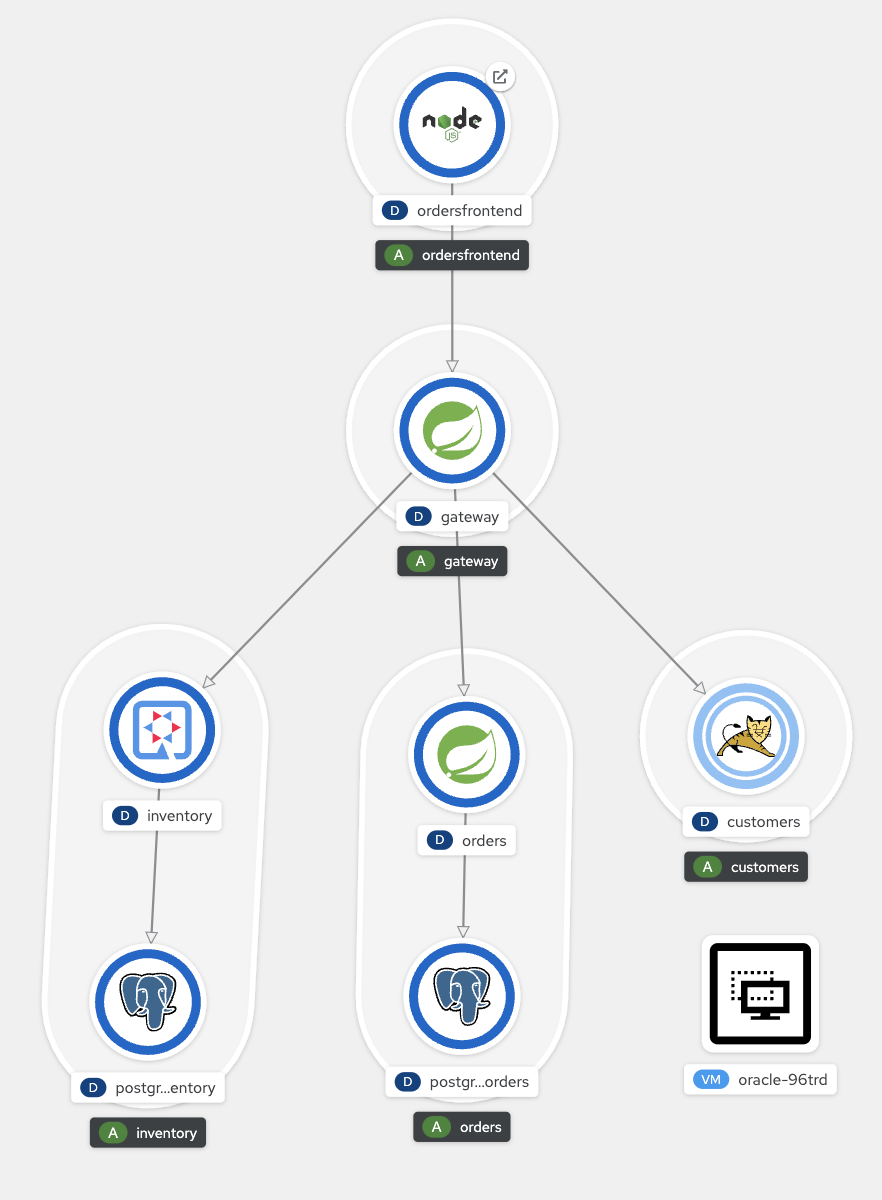 node
JS
D ordersfrontend
A ordersfrontend
D gateway
A gateway
D inventory
D orders
D customers
A customers
D postgr...entory
D postgr...orders
VM oracle-96trd
A inventory
A orders